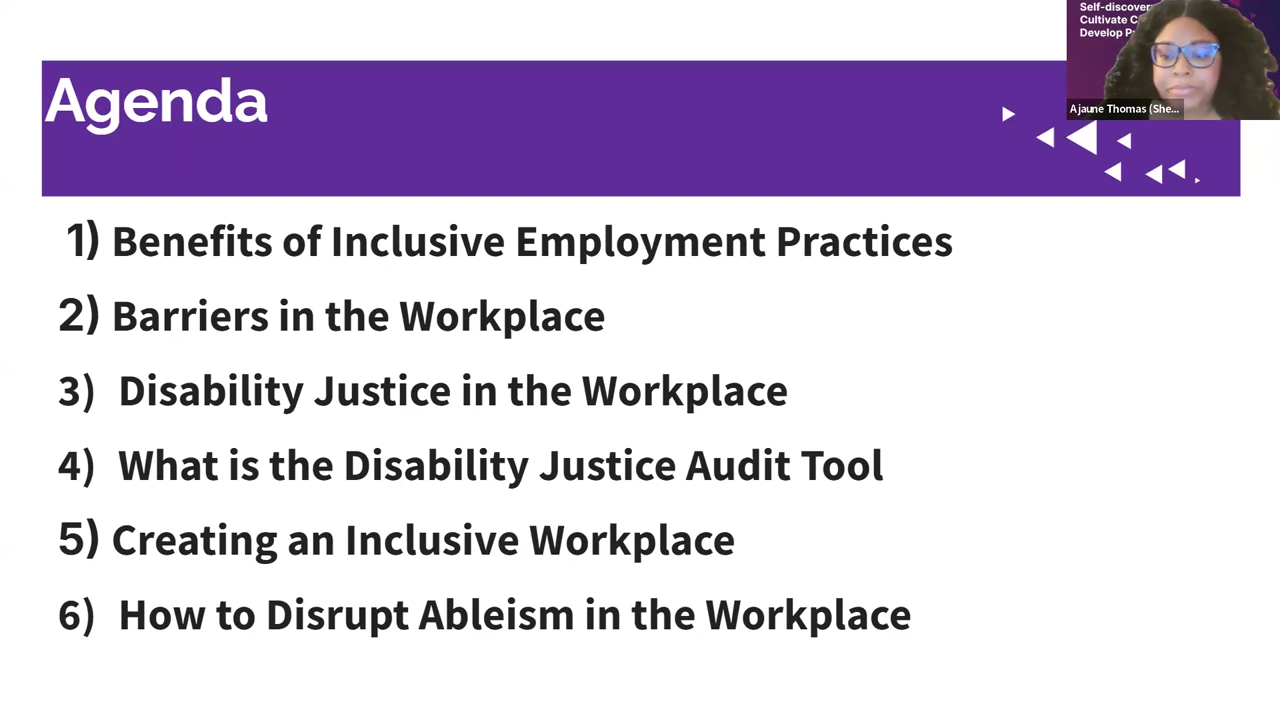 Self-discover
Cultivate C
Develop P
Ajaune Thomas (She...
Agenda
1) Benefits of Inclusive Employment Practices
2) Barriers in the Workplace
3) Disability Justice in the Workplace
4) What is the Disability Justice Audit Tool
5) Creating an Inclusive Workplace
6) How to Disrupt Ableism in the Workplace